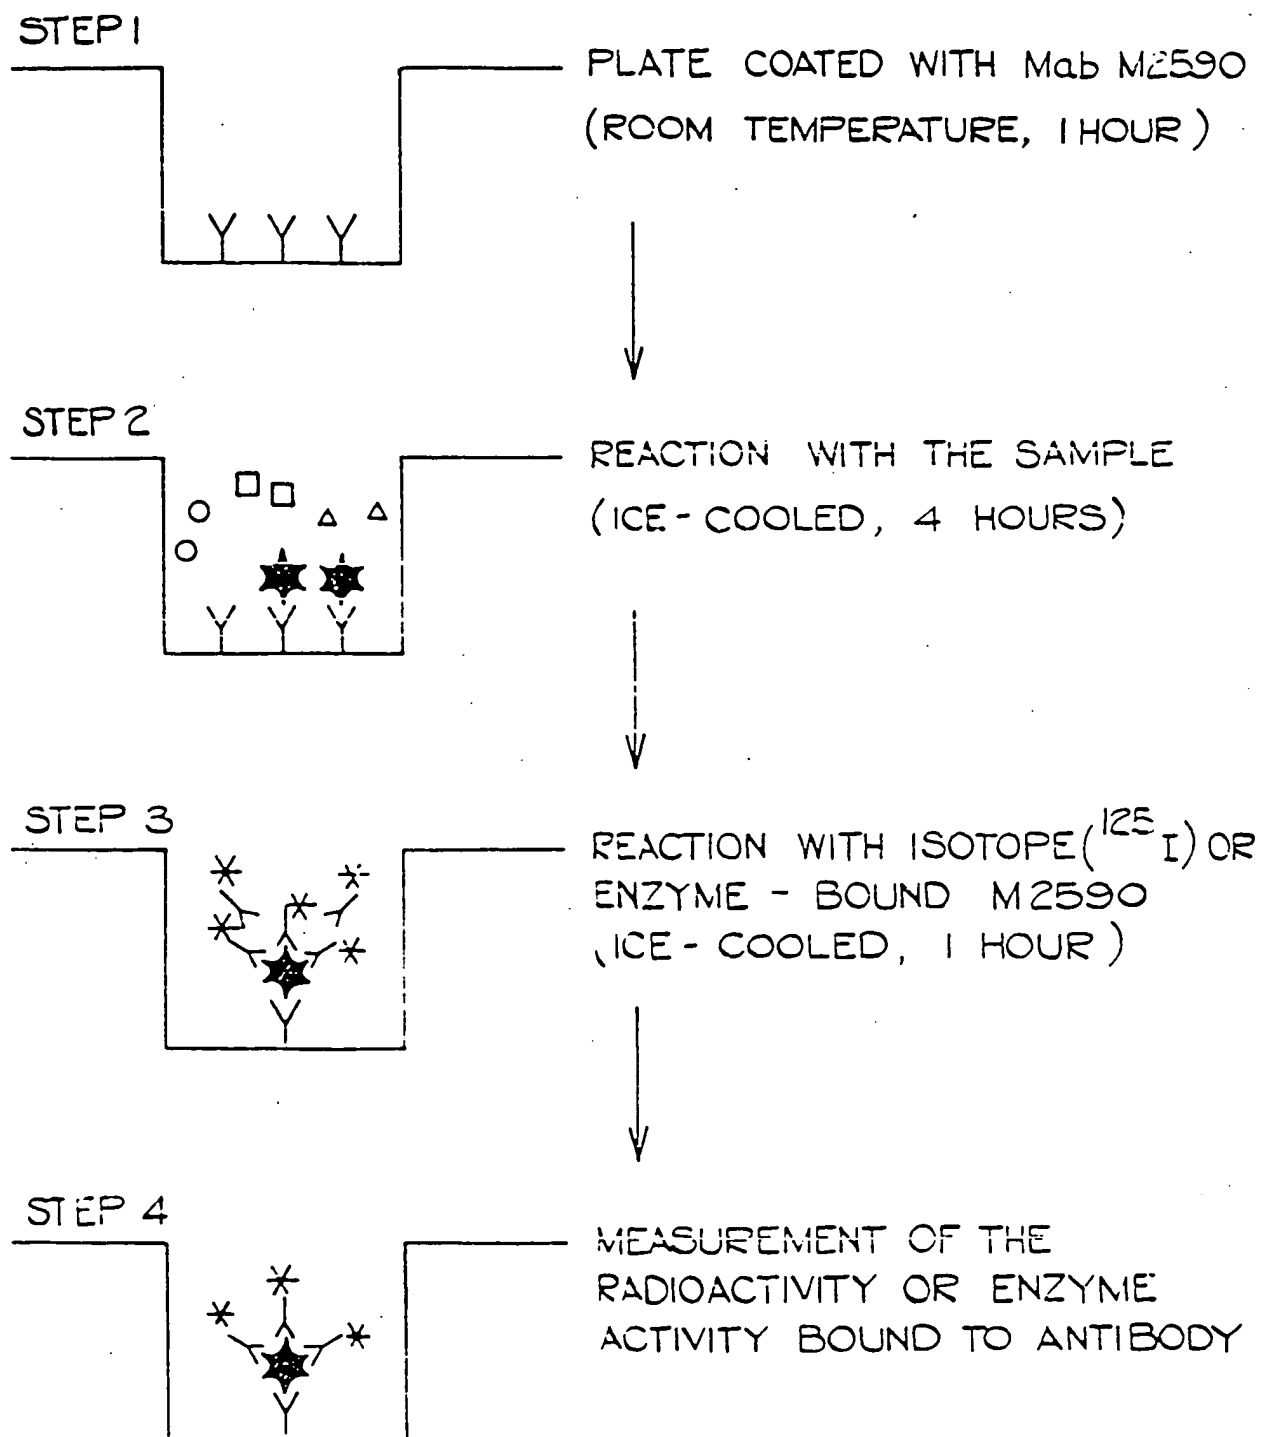 STEP 1
PLATE COATED WITH Mab M2590
(ROOM TEMPERATURE, 1 HOUR)
STEP 2
REACTION WITH THE SAMPLE
(ICE-COOLED, 4 HOURS)
STEP 3
REACTION WITH ISOTOPE(¹²⁵I) OR
ENZYME-BOUND M2590
(ICE-COOLED, 1 HOUR)
STEP 4
MEASUREMENT OF THE
RADIOACTIVITY OR ENZYME
ACTIVITY BOUND TO ANTIBODY